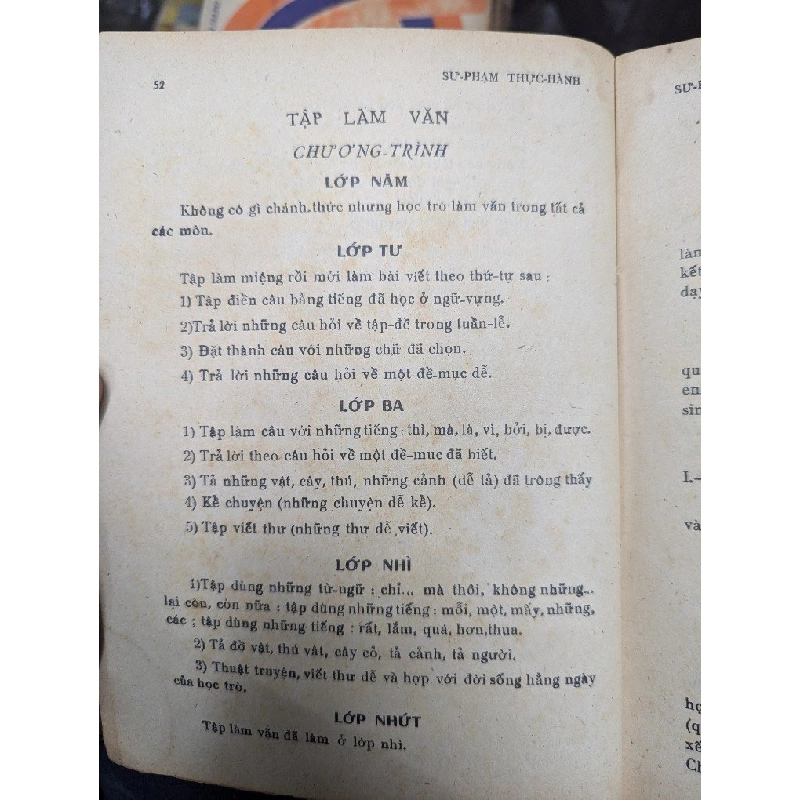 52
SƯ-PHẠM THỰC-HÀNH
TẬP LÀM VĂN
CHƯƠNG-TRÌNH
LỚP NĂM
Không có gì chánh-thức nhưng học trò làm văn trong tất cả
các môn.
LỚP TƯ
Tập làm miệng rồi mới làm bài viết theo thứ-tự sau :
1) Tập điền câu bằng tiếng đã học ở ngữ-vựng.
2) Trả lời những câu hỏi về tập-đề trong tuần-lễ.
3) Đặt thành câu với những chữ đã chọn.
4) Trả lời những câu hỏi về một đề-mục dễ.
LỚP BA
1) Tập làm câu với những tiếng : thì, mà, là, vì, bởi, bị, được.
2) Trả lời theo câu hỏi về một đề-mục đã biết.
3) Tả những vật, cây, thú, những cảnh (dễ tả) đã trông thấy
4) Kể chuyện (những chuyện dễ kể).
5) Tập viết thư (những thư dễ viết).
LỚP NHÌ
1) Tập dùng những từ-ngữ : chỉ... mà thôi, không những...
lại còn, còn nữa ; tập dùng những tiếng : mỗi, một, mấy, những,
các ; tập dùng những tiếng : rất, lắm, quá, hơn, thua.
2) Tả đồ vật, thú vật, cây cỏ, tả cảnh, tả người.
3) Thuật truyện, viết thư dễ và hợp với đời sống hằng ngày
của học trò.
LỚP NHỨT
Tập làm văn đã làm ở lớp nhì.
làm
kết
dạy
qu
en
sin
I.-
và
họ
(q
xế
Ch